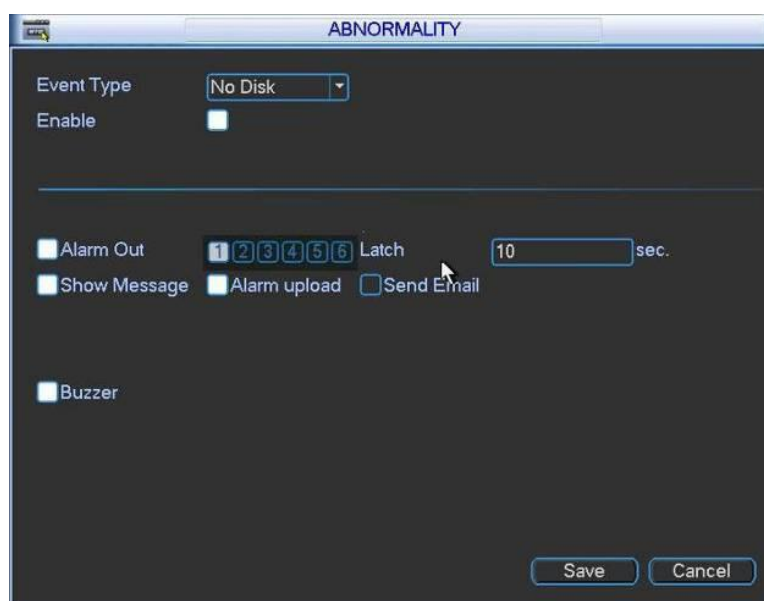 ABNORMALITY
Event Type No Disk
Enable
Alarm Out 1 2 3 4 5 6 Latch 10 sec.
Show Message Alarm upload Send Email
Buzzer
Save Cancel